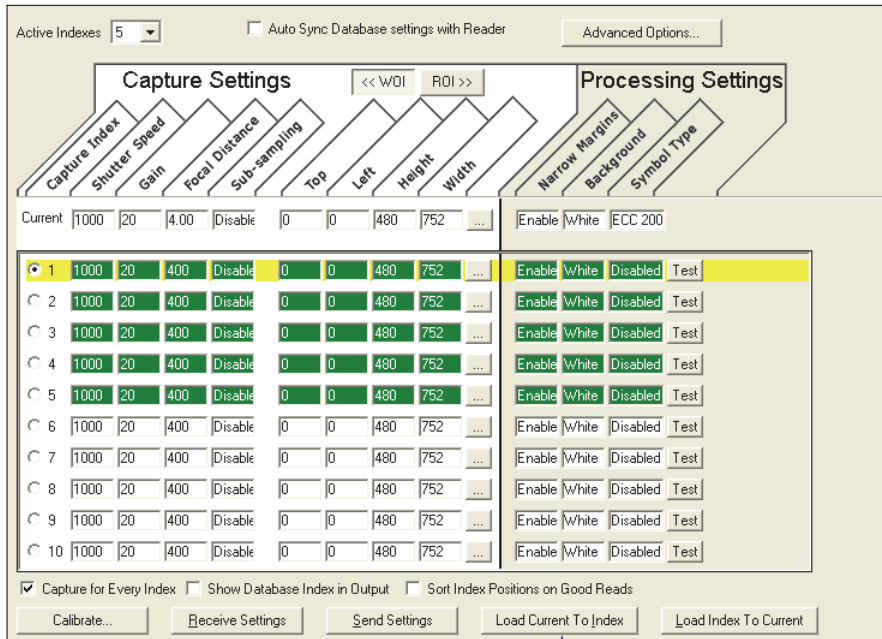 Active Indexes 5 Auto Sync Database settings with Reader Advanced Options...
Capture Settings << WOI ROI >> Processing Settings
Capture Index Shutter Speed Gain Focal Distance Sub-sampling Top Left Height Width Narrow Margins Background Symbol Type
Current 1000 20 4.00 Disable 0 0 480 752 ... Enable White ECC 200
1 1000 20 400 Disable 0 0 480 752 ... Enable White Disabled Test
2 1000 20 400 Disable 0 0 480 752 ... Enable White Disabled Test
3 1000 20 400 Disable 0 0 480 752 ... Enable White Disabled Test
4 1000 20 400 Disable 0 0 480 752 ... Enable White Disabled Test
5 1000 20 400 Disable 0 0 480 752 ... Enable White Disabled Test
6 1000 20 400 Disable 0 0 480 752 ... Enable White Disabled Test
7 1000 20 400 Disable 0 0 480 752 ... Enable White Disabled Test
8 1000 20 400 Disable 0 0 480 752 ... Enable White Disabled Test
9 1000 20 400 Disable 0 0 480 752 ... Enable White Disabled Test
10 1000 20 400 Disable 0 0 480 752 ... Enable White Disabled Test
Capture for Every Index Show Database Index in Output Sort Index Positions on Good Reads
Calibrate... Receive Settings Send Settings Load Current To Index Load Index To Current